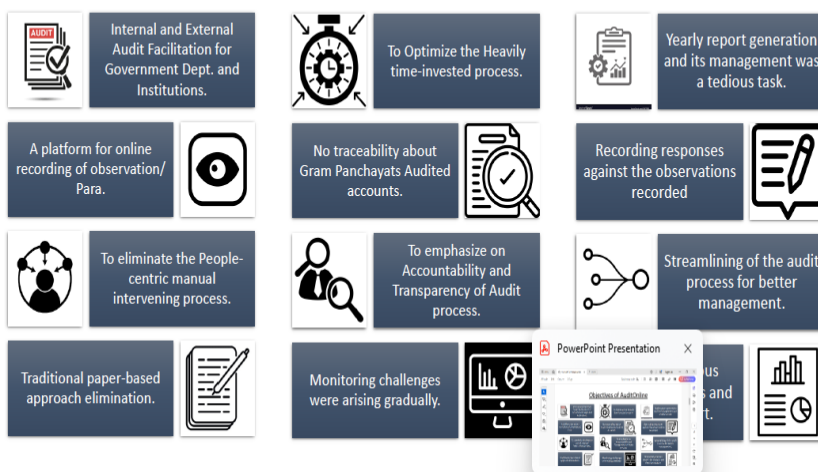 AUDIT
Internal and External
Audit Facilitation for
Government Dept. and
Institutions.
To Optimize the Heavily
time-invested process.
Yearly report generation
and its management was
a tedious task.
A platform for online
recording of observation/
Para.
No traceability about
Gram Panchayats Audited
accounts.
Recording responses
against the observations
recorded
To eliminate the People-
centric manual
intervening process.
To emphasize on
Accountability and
Transparency of Audit
process.
Streamlining of the audit
process for better
management.
Traditional paper-based
approach elimination.
Monitoring challenges
were arising gradually.
PowerPoint Presentation
Objectives of AuditOnline
and